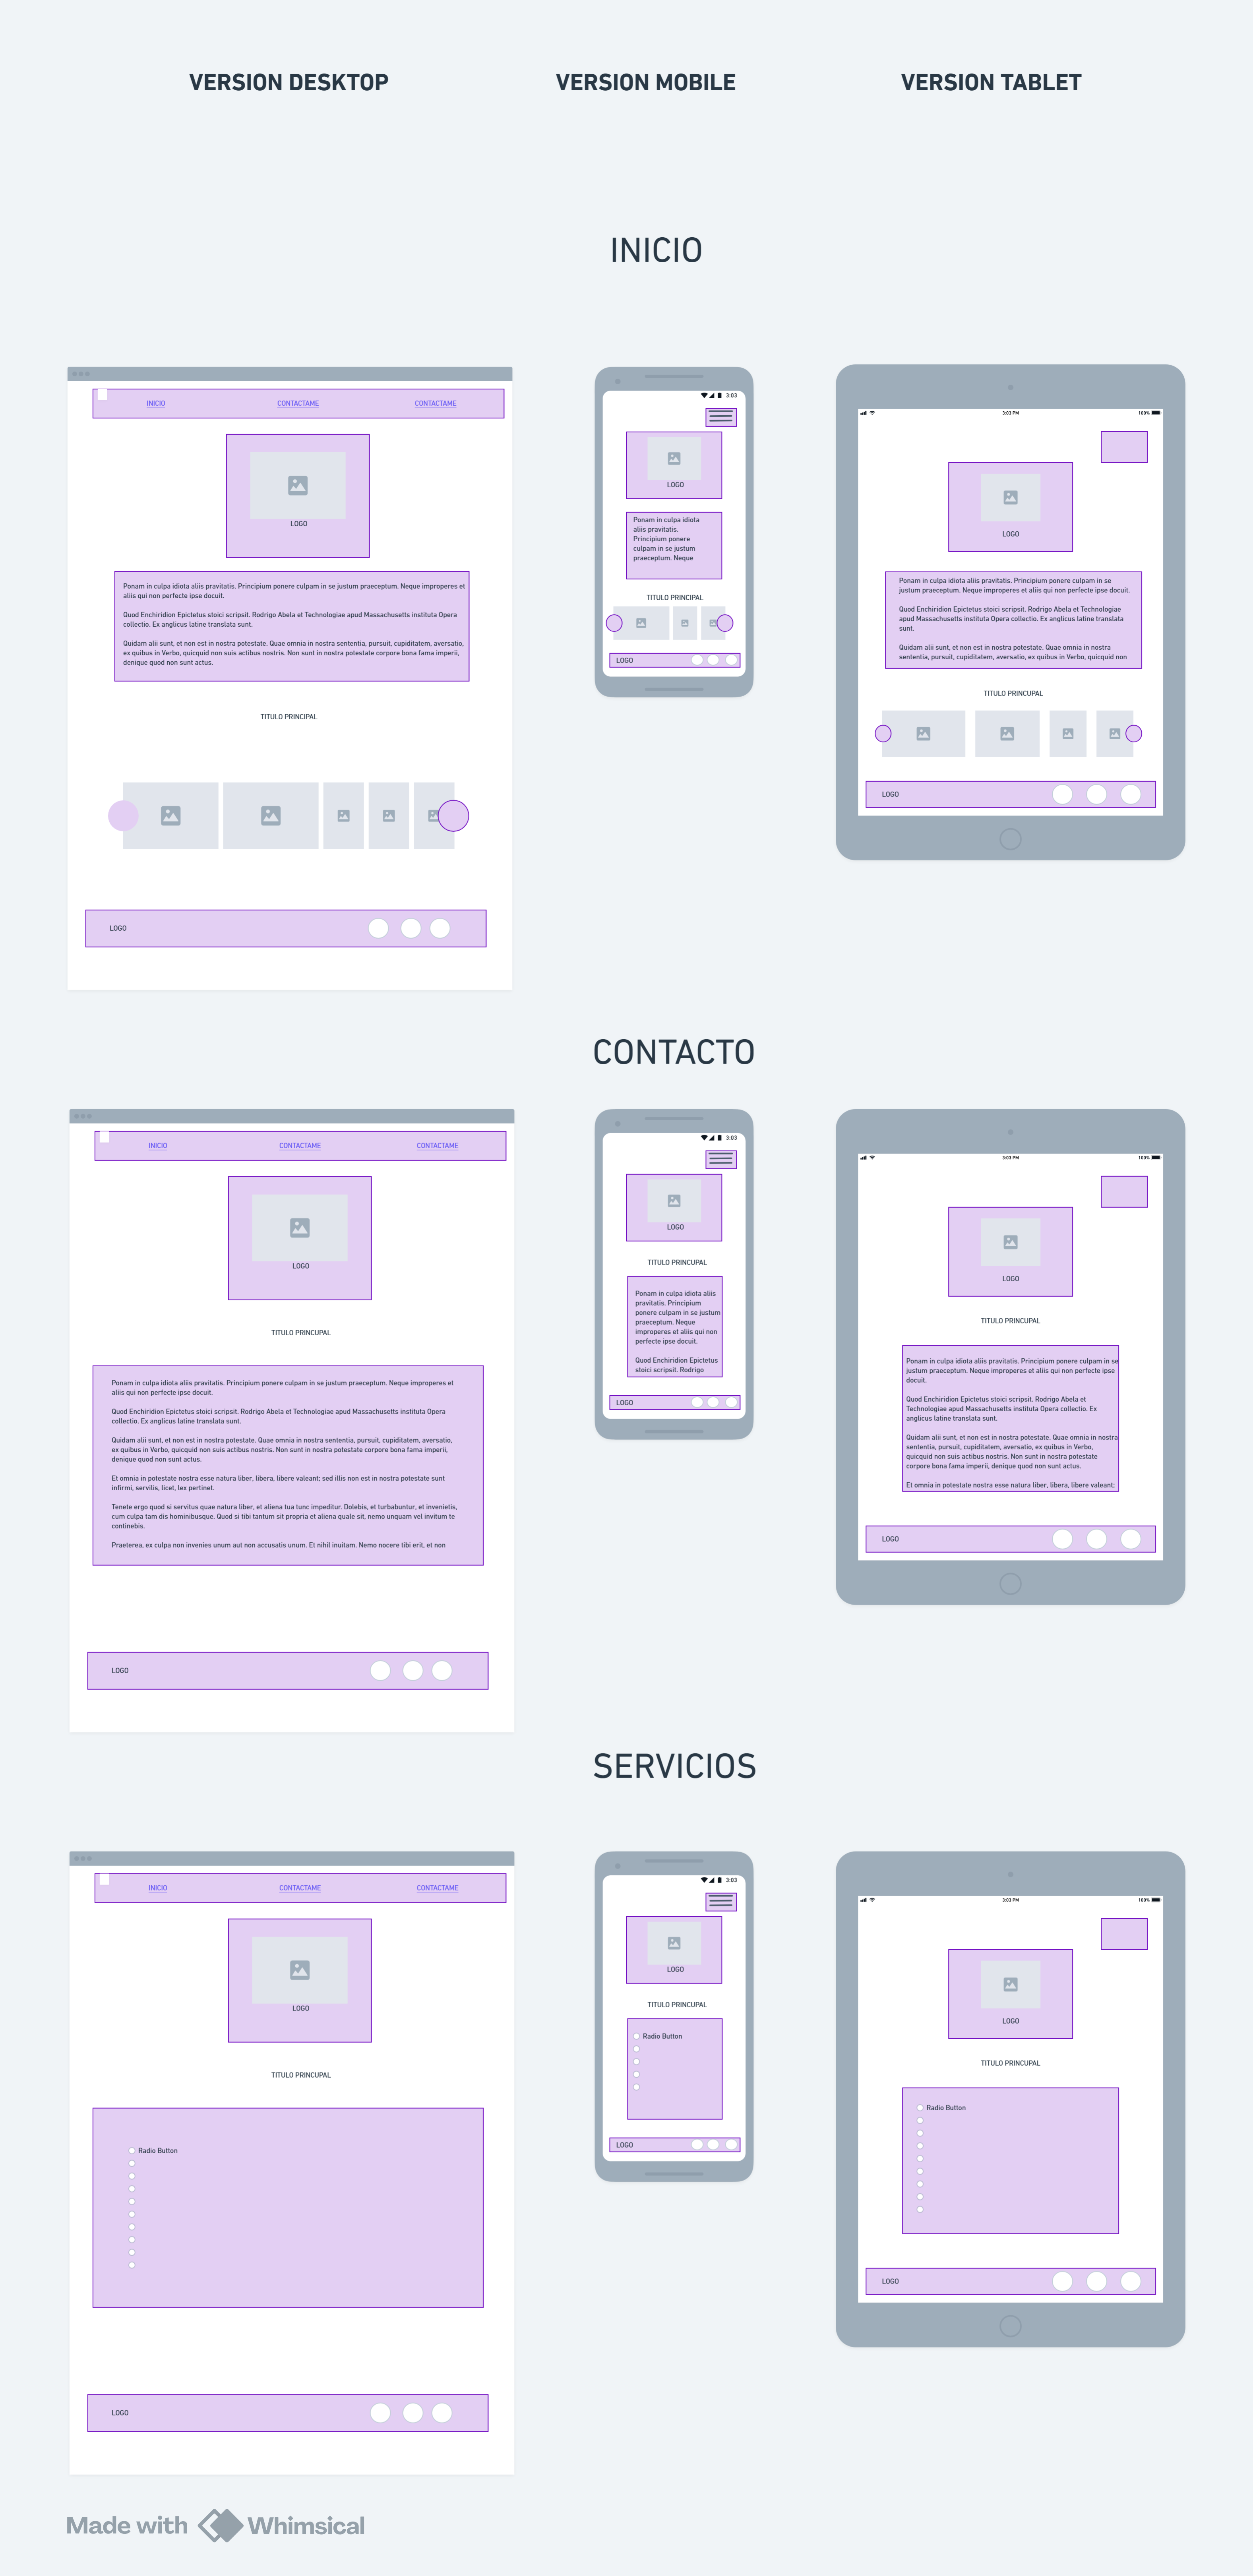 VERSION DESKTOP
VERSION MOBILE
VERSION TABLET
INICIO
INICIO
CONTACTAME
CONTACTAME
LOGO
Ponam in culpa idiota aliis pravitatis. Principium ponere culpam in se justum praeceptum. Neque improperes et
aliis qui non perfecte ipse docuit.
Quod Enchiridion Epictetus stoici scripsit. Rodrigo Abela et Technologiae apud Massachusetts instituta Opera
collectio. Ex anglicus latine translata sunt.
Quidam alii sunt, et non est in nostra potestate. Quae omnia in nostra sententia, pursuit, cupiditatem, aversatio,
ex quibus in Verbo, quicquid non suis actibus nostris. Non sunt in nostra potestate corpore bona fama imperii,
denique quod non sunt actus.
TITULO PRINCIPAL
LOGO
3:03
LOGO
Ponam in culpa idiota
aliis pravitatis.
Principium ponere
culpam in se justum
praeceptum. Neque
TITULO PRINCIPAL
LOGO
3:03 PM
100%
LOGO
Ponam in culpa idiota aliis pravitatis. Principium ponere culpam in se
justum praeceptum. Neque improperes et aliis qui non perfecte ipse docuit.
Quod Enchiridion Epictetus stoici scripsit. Rodrigo Abela et Technologiae
apud Massachusetts instituta Opera collectio. Ex anglicus latine translata
sunt.
Quidam alii sunt, et non est in nostra potestate. Quae omnia in nostra
sententia, pursuit, cupiditatem, aversatio, ex quibus in Verbo, quicquid non
TITULO PRINCUPAL
LOGO
CONTACTO
INICIO
CONTACTAME
CONTACTAME
LOGO
TITULO PRINCUPAL
Ponam in culpa idiota aliis pravitatis. Principium ponere culpam in se justum praeceptum. Neque improperes et
aliis qui non perfecte ipse docuit.
Quod Enchiridion Epictetus stoici scripsit. Rodrigo Abela et Technologiae apud Massachusetts instituta Opera
collectio. Ex anglicus latine translata sunt.
Quidam alii sunt, et non est in nostra potestate. Quae omnia in nostra sententia, pursuit, cupiditatem, aversatio,
ex quibus in Verbo, quicquid non suis actibus nostris. Non sunt in nostra potestate corpore bona fama imperii,
denique quod non sunt actus.
Et omnia in potestate nostra esse natura liber, libera, libere valeant; sed illis non est in nostra potestate sunt
infirmi, servilis, licet, lex pertinet.
Tenete ergo quod si servitus quae natura liber, et aliena tua tunc impeditur. Dolebis, et turbabuntur, et invenietis,
cum culpa tam dis hominibusque. Quod si tibi tantum sit propria et aliena quale sit, nemo unquam vel invitum te
continebis.
Praeterea, ex culpa non invenies unum aut non accusatis unum. Et nihil inuitam. Nemo nocere tibi erit, et non
LOGO
3:03
LOGO
TITULO PRINCUPAL
Ponam in culpa idiota aliis
pravitatis. Principium
ponere culpam in se justum
praeceptum. Neque
improperes et aliis qui non
perfecte ipse docuit.
Quod Enchiridion Epictetus
stoici scripsit. Rodrigo
LOGO
3:03 PM
100%
LOGO
TITULO PRINCUPAL
Ponam in culpa idiota aliis pravitatis. Principium ponere culpam in se
justum praeceptum. Neque improperes et aliis qui non perfecte ipse
docuit.
Quod Enchiridion Epictetus stoici scripsit. Rodrigo Abela et
Technologiae apud Massachusetts instituta Opera collectio. Ex
anglicus latine translata sunt.
Quidam alii sunt, et non est in nostra potestate. Quae omnia in nostra
sententia, pursuit, cupiditatem, aversatio, ex quibus in Verbo,
quicquid non suis actibus nostris. Non sunt in nostra potestate
corpore bona fama imperii, denique quod non sunt actus.
Et omnia in potestate nostra esse natura liber, libera, libere valeant;
LOGO
SERVICIOS
INICIO
CONTACTAME
CONTACTAME
LOGO
TITULO PRINCUPAL
Radio Button
LOGO
3:03
LOGO
TITULO PRINCUPAL
Radio Button
LOGO
3:03 PM
100%
LOGO
TITULO PRINCUPAL
Radio Button
LOGO
Made with Whimsical